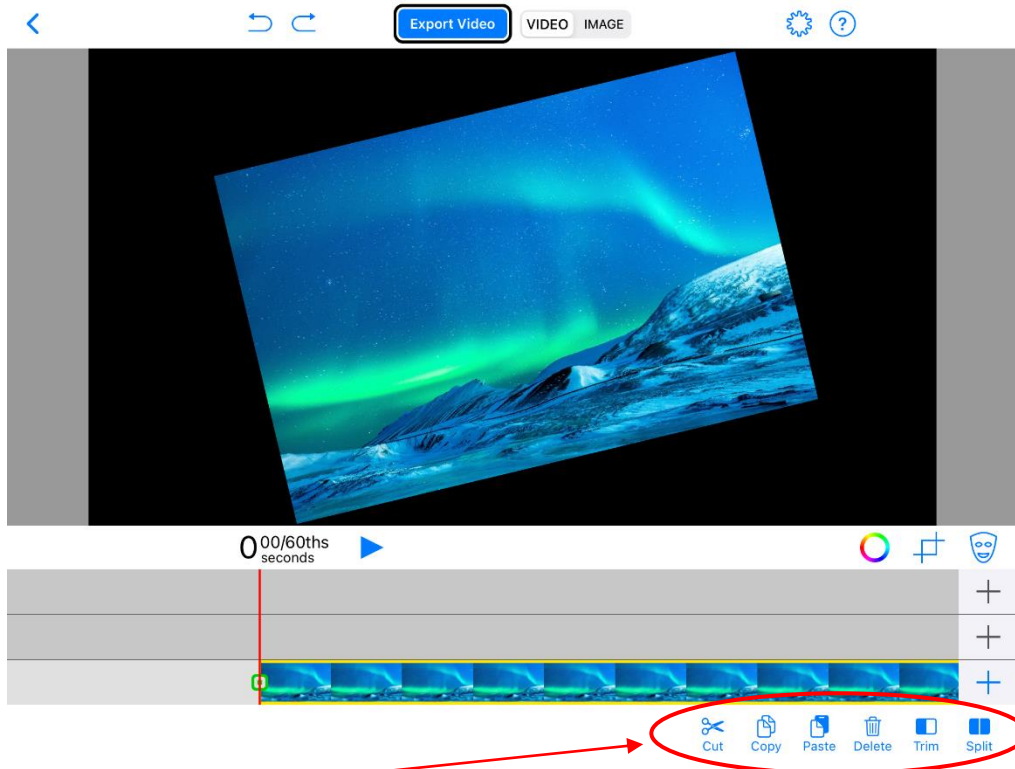 Export Video VIDEO IMAGE ?
0 00/60ths
seconds
Cut Copy Paste Delete Trim Split